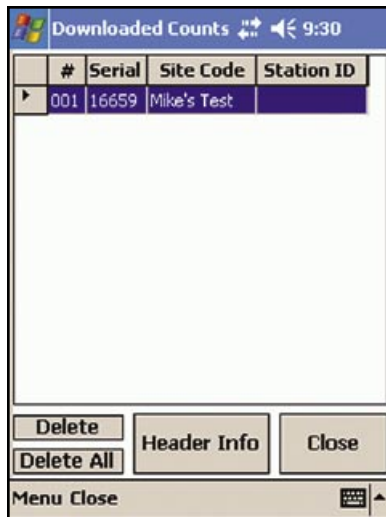 Downloaded Counts 9:30
# Serial Site Code Station ID
001 16659 Mike's Test
Delete
Delete All
Header Info
Close
Menu Close